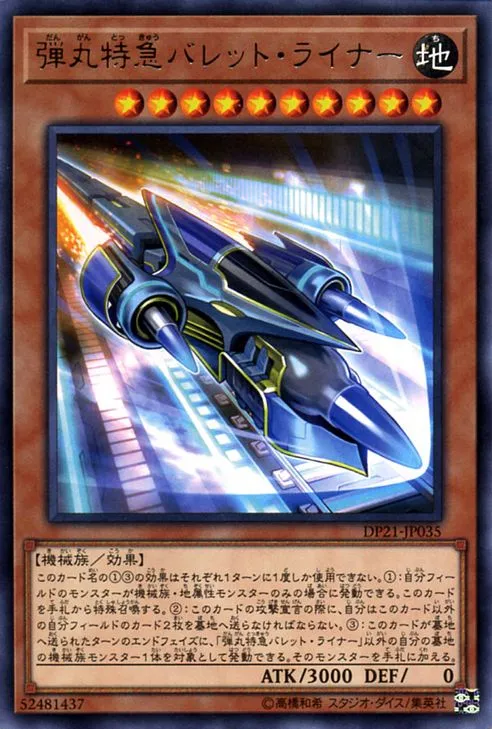 弾丸特急バレット・ライナー
地
DP21-JP035
【機械族／効果】
このカード名の①③の効果はそれぞれ1ターンに1度しか使用できない。①：自分フィ
ールドのモンスターが機械族・地属性モンスターのみの場合に発動できる。このカード
を手札から特殊召喚する。②：このカードの攻撃宣言の際に、自分はこのカード以外
の自分フィールドのカード2枚を墓地へ送らなければならない。③：このカードが墓地
へ送られたターンのエンドフェイズに、「弾丸特急バレット・ライナー」以外の自分の墓地
の機械族モンスター1体を対象として発動できる。そのモンスターを手札に加える。
ATK/3000 DEF/ 0
52481437
©高橋和希 スタジオ・ダイス/集英社